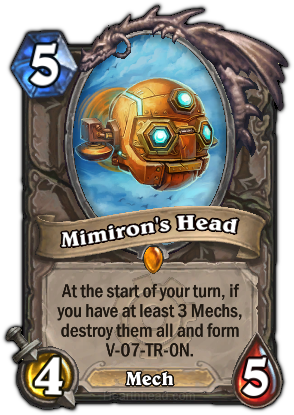 5
Mimiron's Head
At the start of your turn, if
you have at least 3 Mechs,
destroy them all and form
V-07-TR-0N.
Mech
4
5